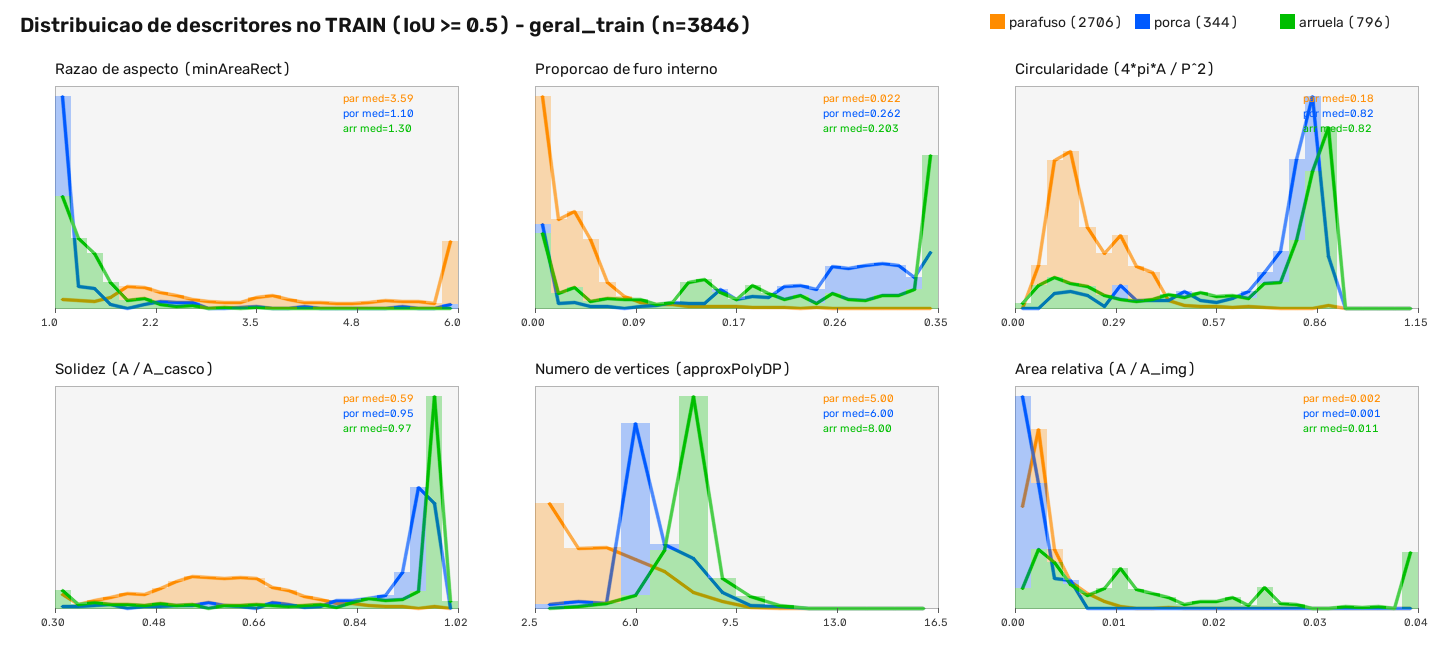 Distribuicao de descritores no TRAIN (IoU >= 0.5) - geral_train (n=3846)
parafuso (2706) porca (344) arruela (796)
Razao de aspecto (minAreaRect)
par med=3.59
por med=1.10
arr med=1.30
1.0 2.2 3.5 4.8 6.0
Proporcao de furo interno
par med=0.022
por med=0.262
arr med=0.203
0.00 0.09 0.17 0.26 0.35
Circularidade (4*pi*A / P^2)
par med=0.18
por med=0.82
arr med=0.82
0.00 0.29 0.57 0.86 1.15
Solidez (A / A_casco)
par med=0.59
por med=0.95
arr med=0.97
0.30 0.48 0.66 0.84 1.02
Numero de vertices (approxPolyDP)
par med=5.00
por med=6.00
arr med=8.00
2.5 6.0 9.5 13.0 16.5
Area relativa (A / A_img)
par med=0.002
por med=0.001
arr med=0.011
0.00 0.01 0.02 0.03 0.04